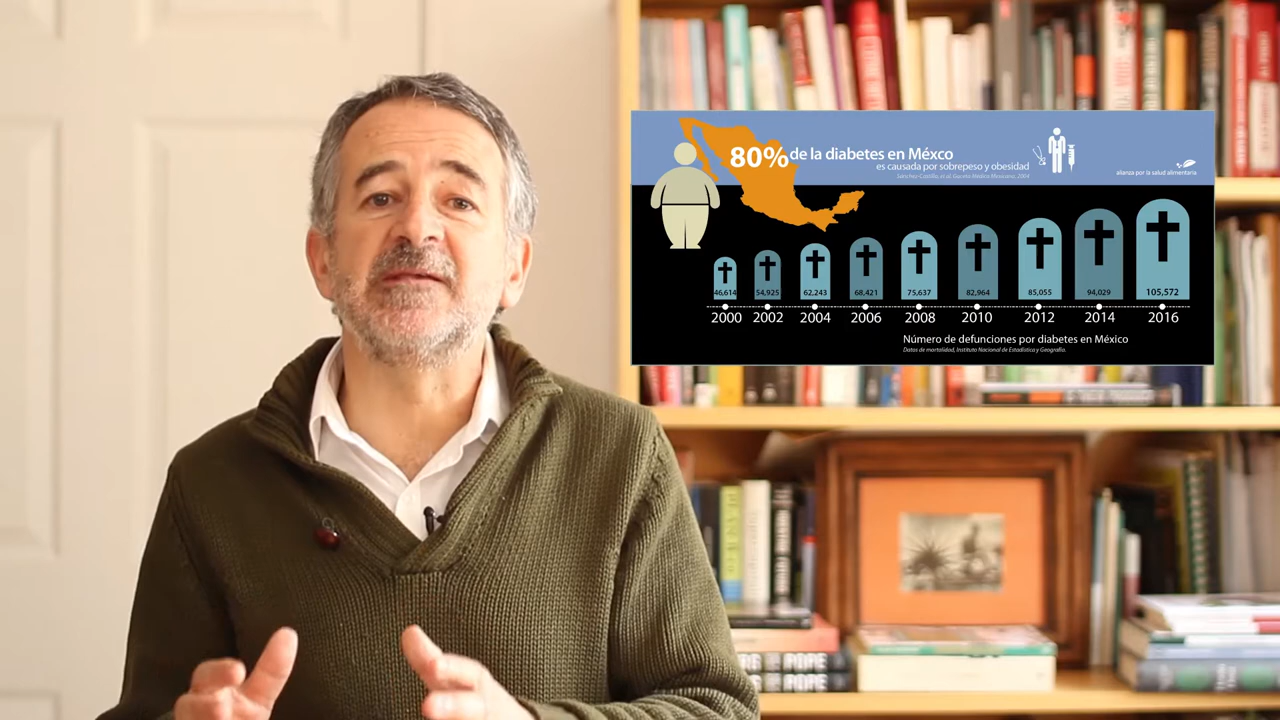 80% de la diabetes en Méxco
es causada por sobrepeso y obesidad
Sánchez-Castillo, et al. Gaceta Médica Mexicana, 2004
alianza por la salud alimentaria
46,614 54,925 62,243 68,421 75,637 82,964 85,055 94,029 105,572
2000 2002 2004 2006 2008 2010 2012 2014 2016
Número de defunciones por diabetes en México
Datos de mortalidad, Instituto Nacional de Estadística y Geografía.
POPE
POPE